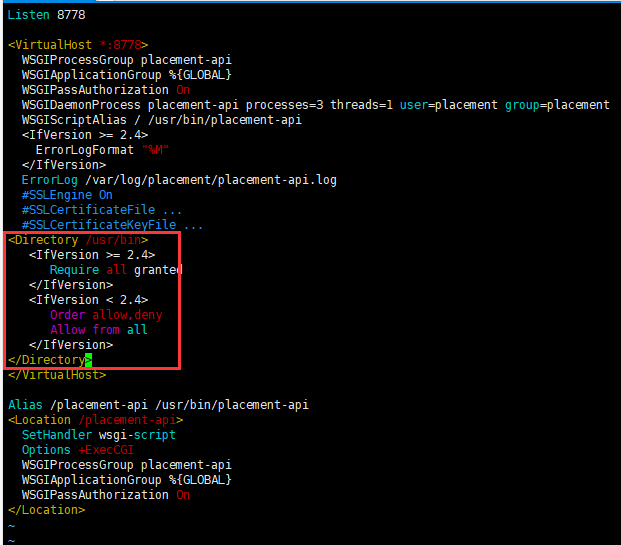 Listen 8778
<VirtualHost *:8778>
WSGIProcessGroup placement-api
WSGIApplicationGroup %{GLOBAL}
WSGIPassAuthorization On
WSGIDaemonProcess placement-api processes=3 threads=1 user=placement group=placement
WSGIScriptAlias / /usr/bin/placement-api
<IfVersion >= 2.4>
ErrorLogFormat "%M"
</IfVersion>
ErrorLog /var/log/placement/placement-api.log
#SSLEngine On
#SSLCertificateFile ...
#SSLCertificateKeyFile ...
<Directory /usr/bin>
<IfVersion >= 2.4>
Require all granted
</IfVersion>
<IfVersion < 2.4>
Order allow,deny
Allow from all
</IfVersion>
</Directory>
</VirtualHost>
Alias /placement-api /usr/bin/placement-api
<Location /placement-api>
SetHandler wsgi-script
Options +ExecCGI
WSGIProcessGroup placement-api
WSGIApplicationGroup %{GLOBAL}
WSGIPassAuthorization On
</Location>
~
~